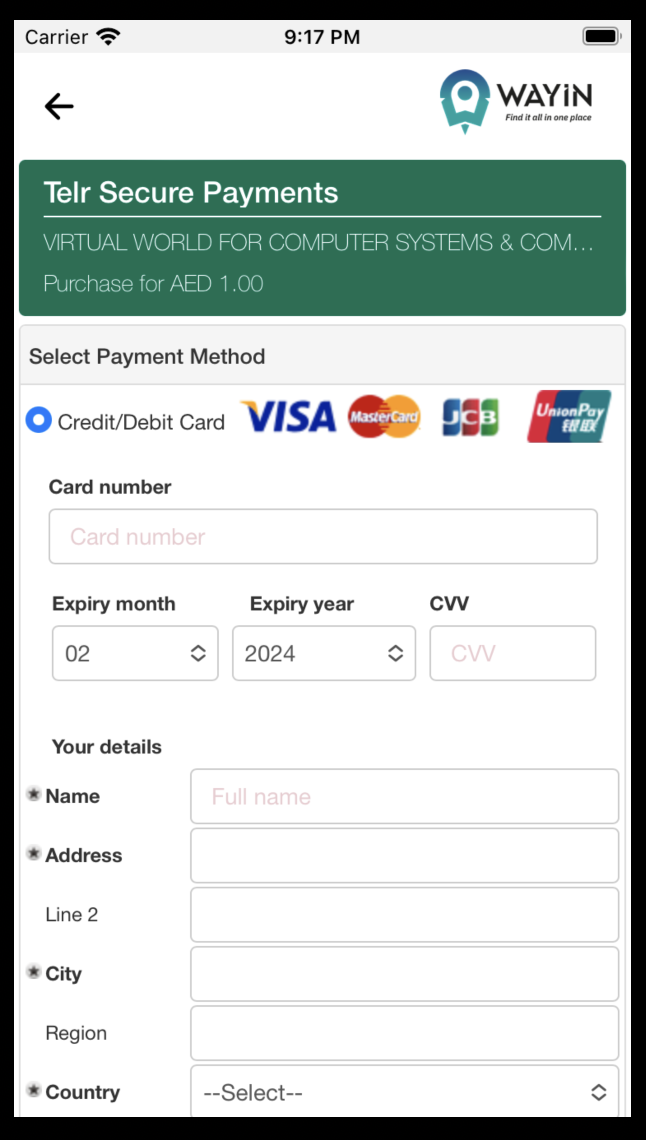 Carrier 9:17 PM
WAYiN
Find it all in one place
Telr Secure Payments
VIRTUAL WORLD FOR COMPUTER SYSTEMS & COM...
Purchase for AED 1.00
Select Payment Method
Credit/Debit Card VISA MasterCard JCB UnionPay 银联
Card number
Card number
Expiry month Expiry year CVV
02 2024 CVV
Your details
Name Full name
Address
Line 2
City
Region
Country --Select--